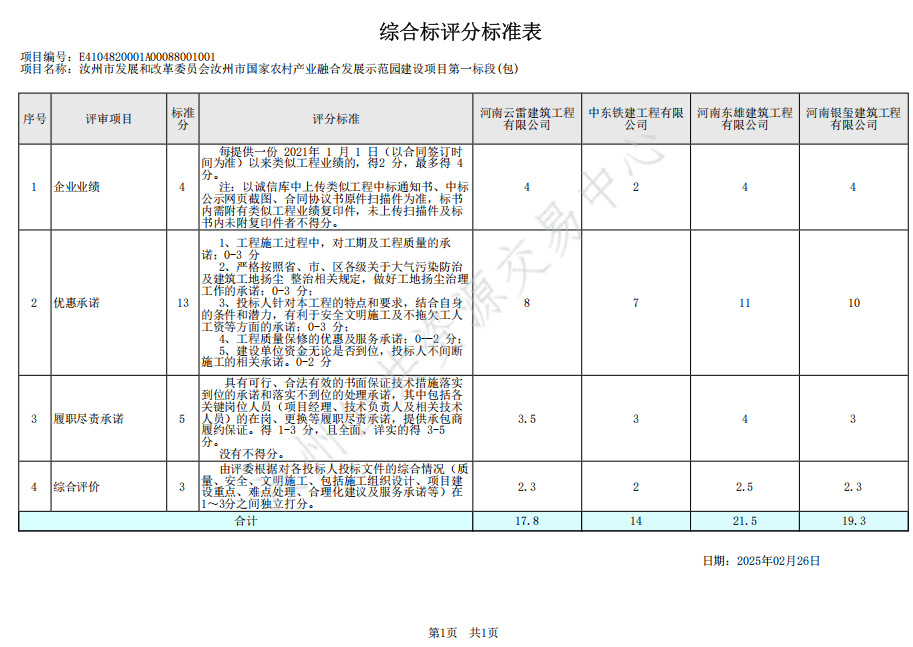 综合标评分标准表
项目编号：E4104820001A00088001001
项目名称：汝州市发展和改革委员会汝州市国家农村产业融合发展示范园建设项目第一标段(包)
序号 评审项目 标准分 评分标准 河南云雷建筑工程有限公司 中东铁建工程有限公司 河南东雄建筑工程有限公司 河南银玺建筑工程有限公司
1 企业业绩 4
每提供一份 2021年 1 月 1 日（以合同签订时
间为准）以来类似工程业绩的，得2 分，最多得 4
分。
注：以诚信库中上传类似工程中标通知书、中标
公示网页截图、合同协议书原件扫描件为准，标书
内需附有类似工程业绩复印件，未上传扫描件及标
书内未附复印件者不得分。
4 2 4 4
2 优惠承诺 13
1、工程施工过程中，对工期及工程质量的承
诺；0-3 分
2、严格按照省、市、区各级关于大气污染防治
及建筑工地扬尘 整治相关规定，做好工地扬尘治理
工作的承诺；0-3 分；
3、投标人针对本工程的特点和要求，结合自身
的条件和潜力，有利于安全文明施工及不拖欠工人
工资等方面的承诺；0-3 分；
4、工程质量保修的优惠及服务承诺；0—2 分；
5、建设单位资金无论是否到位，投标人不间断
施工的相关承诺。0-2 分
8 7 11 10
3 履职尽责承诺 5
具有可行、合法有效的书面保证技术措施落实
到位的承诺和落实不到位的处理承诺，其中包括各
关键岗位人员（项目经理、技术负责人及相关技术
人员）的在岗、更换等履职尽责承诺，提供承包商
履约保证。得 1-3 分，且全面、详实的得 3-5
分。
没有不得分。
3.5 3 4 3
4 综合评价 3
由评委根据对各投标人投标文件的综合情况（质
量、安全、文明施工、包括施工组织设计、项目建
设重点、难点处理、合理化建议及服务承诺等）在
1～3分之间独立打分。
2.3 2 2.5 2.3
合计 17.8 14 21.5 19.3
日期：2025年02月26日
第1页 共1页